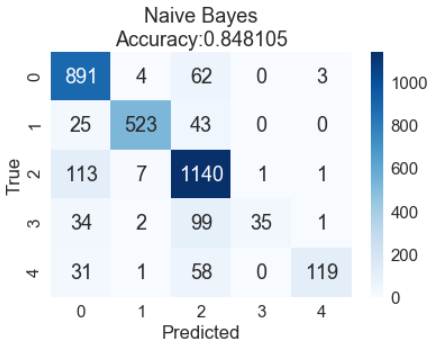 Naive Bayes
Accuracy:0.848105
0 891 4 62 0 3
1 25 523 43 0 0
2 113 7 1140 1 1
3 34 2 99 35 1
4 31 1 58 0 119
0 1 2 3 4
True
Predicted
1000
800
600
400
200
0